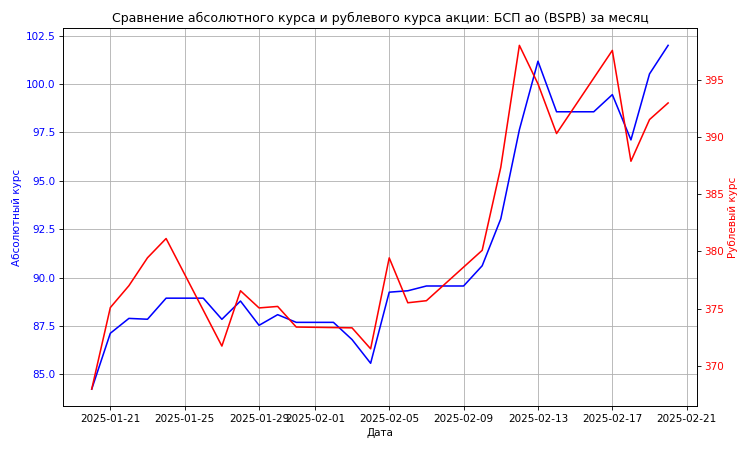 Сравнение абсолютного курса и рублевого курса акции: БСП ао (BSPB) за месяц
Абсолютный курс
102.5
100.0
97.5
95.0
92.5
90.0
87.5
85.0
395
390
385
380
375
370
Рублевый курс
2025-01-21 2025-01-25 2025-01-29 2025-02-01 2025-02-05 2025-02-09 2025-02-13 2025-02-17 2025-02-21
Дата